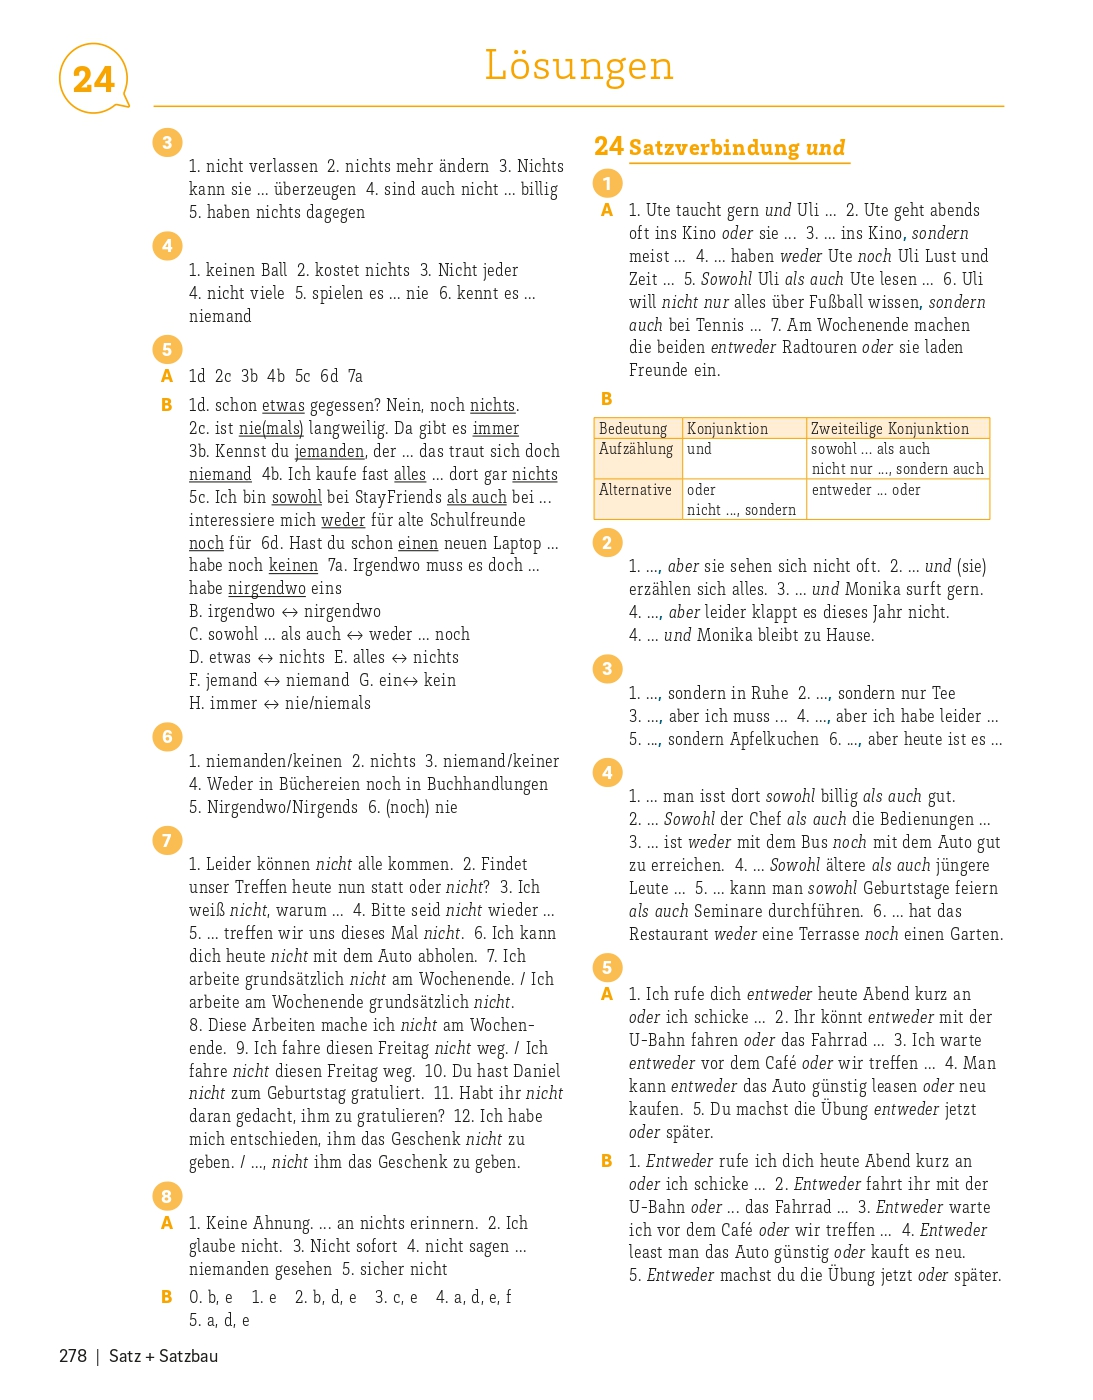 24
Lösungen
3
1. nicht verlassen 2. nichts mehr ändern 3. Nichts
kann sie ... überzeugen 4. sind auch nicht ... billig
5. haben nichts dagegen
4
1. keinen Ball 2. kostet nichts 3. Nicht jeder
4. nicht viele 5. spielen es ... nie 6. kennt es ...
niemand
5
A 1d 2c 3b 4b 5c 6d 7a
B 1d. schon etwas gegessen? Nein, noch nichts.
2c. ist nie(mals) langweilig. Da gibt es immer
3b. Kennst du jemanden, der ... das traut sich doch
niemand 4b. Ich kaufe fast alles ... dort gar nichts
5c. Ich bin sowohl bei StayFriends als auch bei ...
interessiere mich weder für alte Schulfreunde
noch für 6d. Hast du schon einen neuen Laptop ...
habe noch keinen 7a. Irgendwo muss es doch ...
habe nirgendwo eins
B. irgendwo ↔ nirgendwo
C. sowohl ... als auch ↔ weder ... noch
D. etwas ↔ nichts E. alles ↔ nichts
F. jemand ↔ niemand G. ein↔ kein
H. immer ↔ nie/niemals
6
1. niemanden/keinen 2. nichts 3. niemand/keiner
4. Weder in Büchereien noch in Buchhandlungen
5. Nirgendwo/Nirgends 6. (noch) nie
7
1. Leider können nicht alle kommen. 2. Findet
unser Treffen heute nun statt oder nicht? 3. Ich
weiß nicht, warum ... 4. Bitte seid nicht wieder ...
5. ... treffen wir uns dieses Mal nicht. 6. Ich kann
dich heute nicht mit dem Auto abholen. 7. Ich
arbeite grundsätzlich nicht am Wochenende. / Ich
arbeite am Wochenende grundsätzlich nicht.
8. Diese Arbeiten mache ich nicht am Wochen-
ende. 9. Ich fahre diesen Freitag nicht weg. / Ich
fahre nicht diesen Freitag weg. 10. Du hast Daniel
nicht zum Geburtstag gratuliert. 11. Habt ihr nicht
daran gedacht, ihm zu gratulieren? 12. Ich habe
mich entschieden, ihm das Geschenk nicht zu
geben. / ..., nicht ihm das Geschenk zu geben.
8
A 1. Keine Ahnung. ... an nichts erinnern. 2. Ich
glaube nicht. 3. Nicht sofort 4. nicht sagen ...
niemanden gesehen 5. sicher nicht
B 0. b, e 1. e 2. b, d, e 3. c, e 4. a, d, e, f
5. a, d, e
24 Satzverbindung und
1
A 1. Ute taucht gern und Uli ... 2. Ute geht abends
oft ins Kino oder sie ... 3. ... ins Kino, sondern
meist ... 4. ... haben weder Ute noch Uli Lust und
Zeit ... 5. Sowohl Uli als auch Ute lesen ... 6. Uli
will nicht nur alles über Fußball wissen, sondern
auch bei Tennis ... 7. Am Wochenende machen
die beiden entweder Radtouren oder sie laden
Freunde ein.
B
Bedeutung Konjunktion Zweiteilige Konjunktion
Aufzählung und sowohl ... als auch
nicht nur ..., sondern auch
Alternative oder entweder ... oder
nicht ..., sondern
2
1. ..., aber sie sehen sich nicht oft. 2. ... und (sie)
erzählen sich alles. 3. ... und Monika surft gern.
4. ..., aber leider klappt es dieses Jahr nicht.
4. ... und Monika bleibt zu Hause.
3
1. ..., sondern in Ruhe 2. ..., sondern nur Tee
3. ..., aber ich muss ... 4. ..., aber ich habe leider ...
5. ..., sondern Apfelkuchen 6. ..., aber heute ist es ...
4
1. ... man isst dort sowohl billig als auch gut.
2. ... Sowohl der Chef als auch die Bedienungen ...
3. ... ist weder mit dem Bus noch mit dem Auto gut
zu erreichen. 4. ... Sowohl ältere als auch jüngere
Leute ... 5. ... kann man sowohl Geburtstage feiern
als auch Seminare durchführen. 6. ... hat das
Restaurant weder eine Terrasse noch einen Garten.
5
A 1. Ich rufe dich entweder heute Abend kurz an
oder ich schicke ... 2. Ihr könnt entweder mit der
U-Bahn fahren oder das Fahrrad ... 3. Ich warte
entweder vor dem Café oder wir treffen ... 4. Man
kann entweder das Auto günstig leasen oder neu
kaufen. 5. Du machst die Übung entweder jetzt
oder später.
B 1. Entweder rufe ich dich heute Abend kurz an
oder ich schicke ... 2. Entweder fahrt ihr mit der
U-Bahn oder ... das Fahrrad ... 3. Entweder warte
ich vor dem Café oder wir treffen ... 4. Entweder
least man das Auto günstig oder kauft es neu.
5. Entweder machst du die Übung jetzt oder später.
278 | Satz + Satzbau